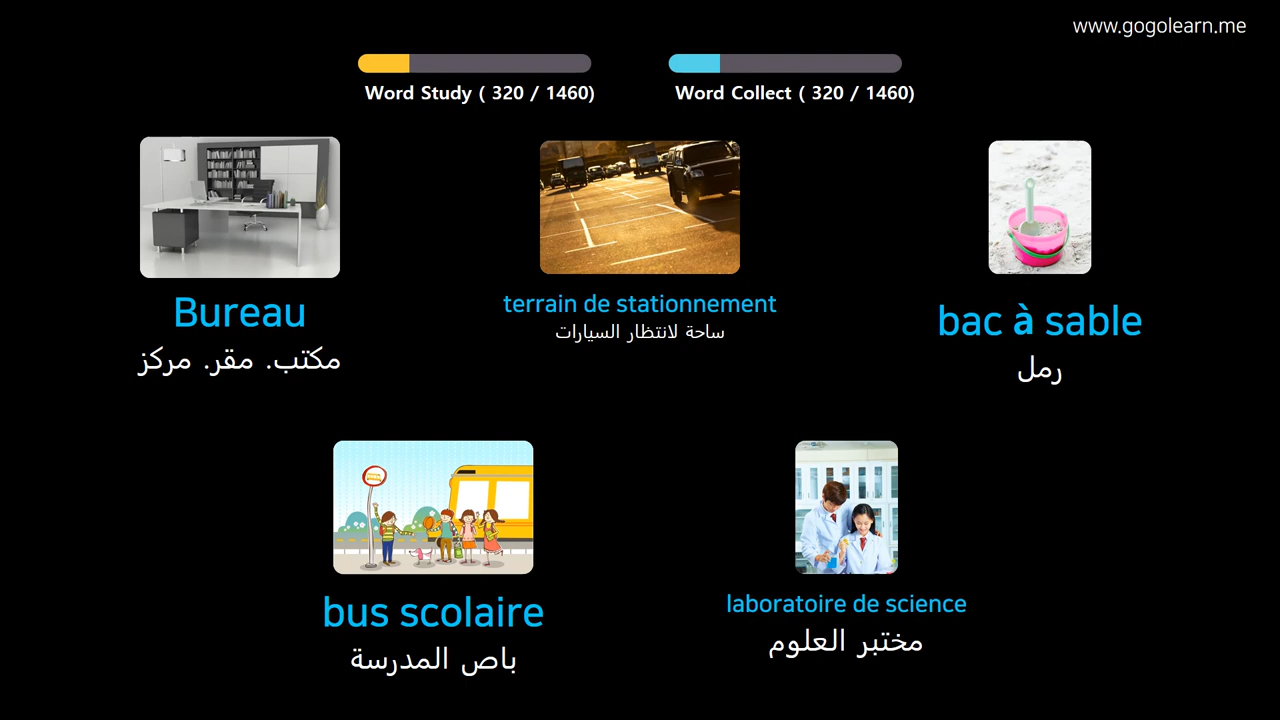 www.gogolearn.me
Word Study ( 320 / 1460)
Word Collect ( 320 / 1460)
Bureau
مكتب. مقر. مركز
terrain de stationnement
ساحة لانتظار السيارات
bac à sable
رمل
bus scolaire
باص المدرسة
laboratoire de science
مختبر العلوم